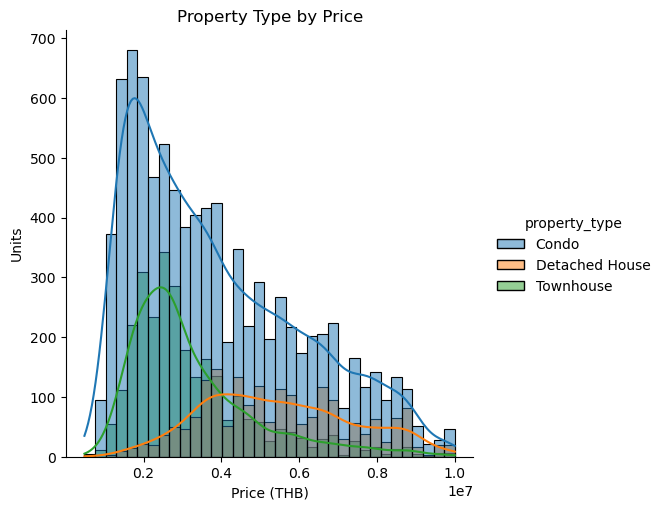 Property Type by Price
700
600
500
400
300
200
100
0
Units
0.2
0.4
0.6
0.8
1.0
1e7
Price (THB)
property_type
Condo
Detached House
Townhouse